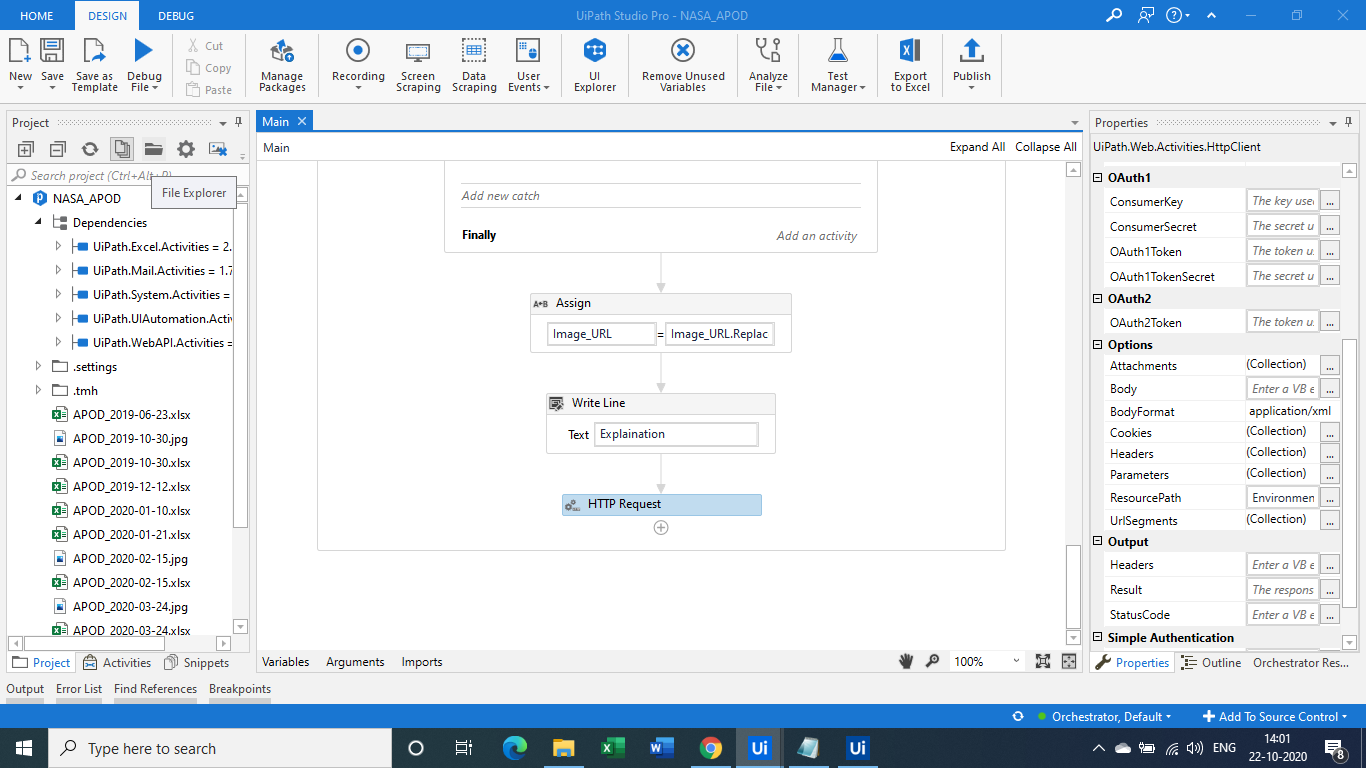 HOME DESIGN DEBUG UiPath Studio Pro - NASA_APOD
New Save Save as Template Debug File Cut Copy Paste Manage Packages Recording Screen Scraping Data Scraping User Events UI Explorer Remove Unused Variables Analyze File Test Manager Export to Excel Publish
Project
Search project (Ctrl+Alt+P)
File Explorer
NASA_APOD
Dependencies
UiPath.Excel.Activities = 2.
UiPath.Mail.Activities = 1.7
UiPath.System.Activities =
UiPath.UIAutomation.Activ
UiPath.WebAPI.Activities =
.settings
.tmh
APOD_2019-06-23.xlsx
APOD_2019-10-30.jpg
APOD_2019-10-30.xlsx
APOD_2019-12-12.xlsx
APOD_2020-01-10.xlsx
APOD_2020-01-21.xlsx
APOD_2020-02-15.jpg
APOD_2020-02-15.xlsx
APOD_2020-03-24.jpg
APOD_2020-03-24.xlsx
Project Activities Snippets
Main
Main Expand All Collapse All
Add new catch
Finally Add an activity
A+B Assign
Image_URL = Image_URL.Replac
Write Line
Text Explaination
HTTP Request
Variables Arguments Imports 100%
Properties
UiPath.Web.Activities.HttpClient
OAuth1
ConsumerKey The key used ...
ConsumerSecret The secret u ...
OAuth1Token The token u: ...
OAuth1TokenSecret The secret u ...
OAuth2
OAuth2Token The token u: ...
Options
Attachments (Collection) ...
Body Enter a VB e ...
BodyFormat application/xml
Cookies (Collection) ...
Headers (Collection) ...
Parameters (Collection) ...
ResourcePath Environmen ...
UrlSegments (Collection) ...
Output
Headers Enter a VB e ...
Result The respons ...
StatusCode Enter a VB e ...
Simple Authentication
Properties Outline Orchestrator Res...
Output Error List Find References Breakpoints
Orchestrator, Default Add To Source Control
Type here to search
Ui Ui
ENG
14:01
22-10-2020
8